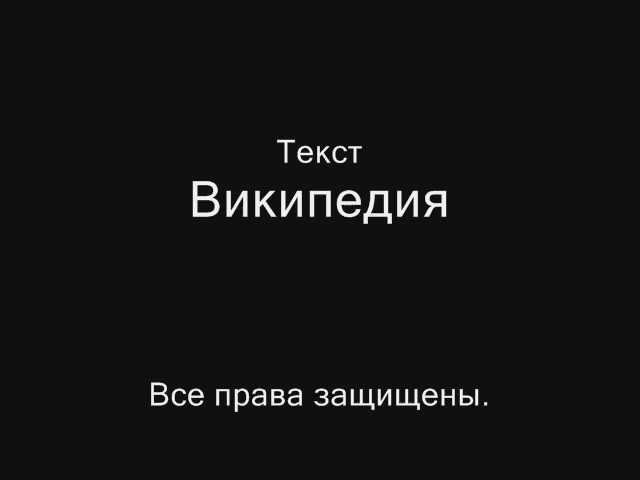 Текст
Википедия
Все права защищены.